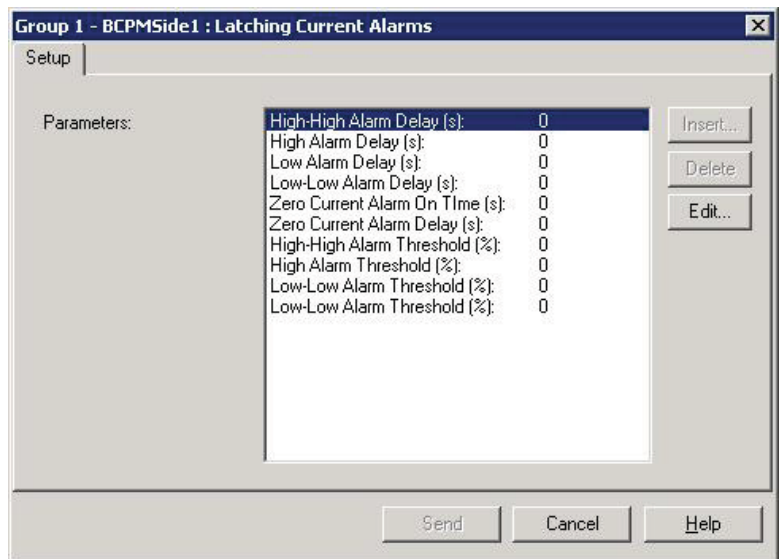 Group 1 - BCPMSide1 : Latching Current Alarms
Setup
Parameters:
High-High Alarm Delay (s): 0
High Alarm Delay (s): 0
Low Alarm Delay (s): 0
Low-Low Alarm Delay (s): 0
Zero Current Alarm On TIme (s): 0
Zero Current Alarm Delay (s): 0
High-High Alarm Threshold (%): 0
High Alarm Threshold (%): 0
Low-Low Alarm Threshold (%): 0
Low-Low Alarm Threshold (%): 0
Insert...
Delete
Edit...
Send
Cancel
Help